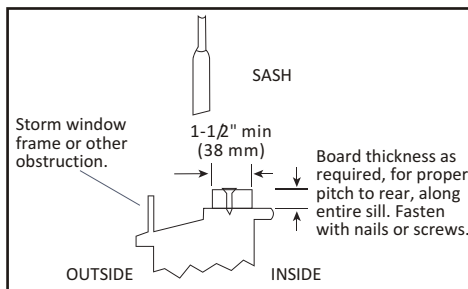 SASH
1-1/2" min
(38 mm)
Storm window
frame or other
obstruction.
Board thickness as
required, for proper
pitch to rear, along
entire sill. Fasten
with nails or screws.
OUTSIDE
INSIDE